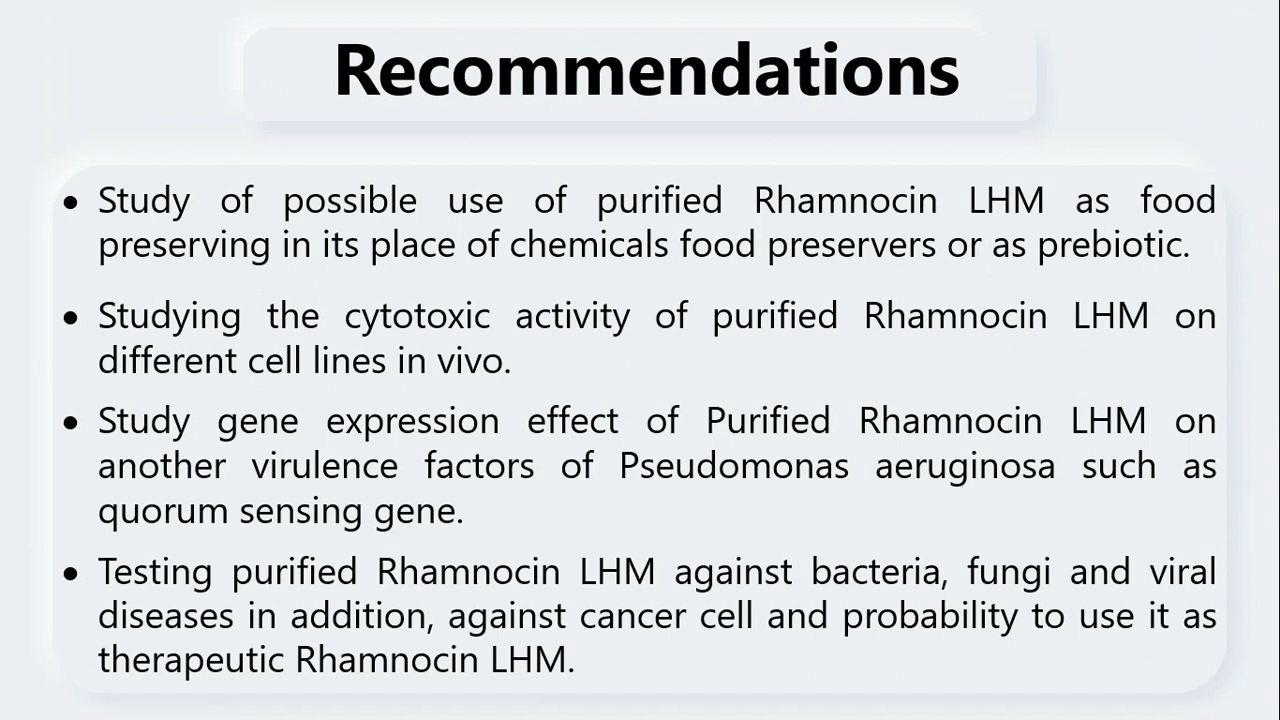 Recommendations
• Study of possible use of purified Rhamnocin LHM as food
preserving in its place of chemicals food preservers or as prebiotic.
• Studying the cytotoxic activity of purified Rhamnocin LHM on
different cell lines in vivo.
• Study gene expression effect of Purified Rhamnocin LHM on
another virulence factors of Pseudomonas aeruginosa such as
quorum sensing gene.
• Testing purified Rhamnocin LHM against bacteria, fungi and viral
diseases in addition, against cancer cell and probability to use it as
therapeutic Rhamnocin LHM.